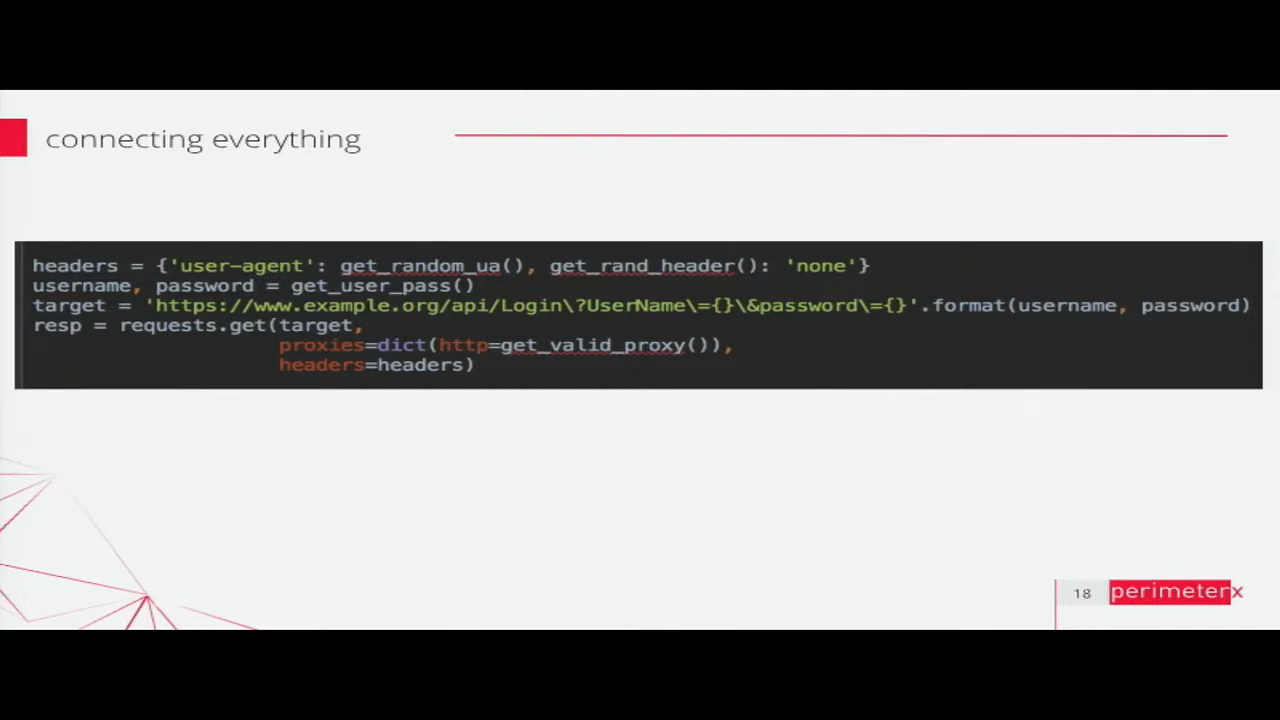 connecting everything
headers = {'user-agent': get_random_ua(), get_rand_header(): 'none'}
username, password = get_user_pass()
target = 'https://www.example.org/api/Login\?UserName\={}\&password\={}'.format(username, password)
resp = requests.get(target,
proxies=dict(http=get_valid_proxy()),
headers=headers)
18
perimeterx